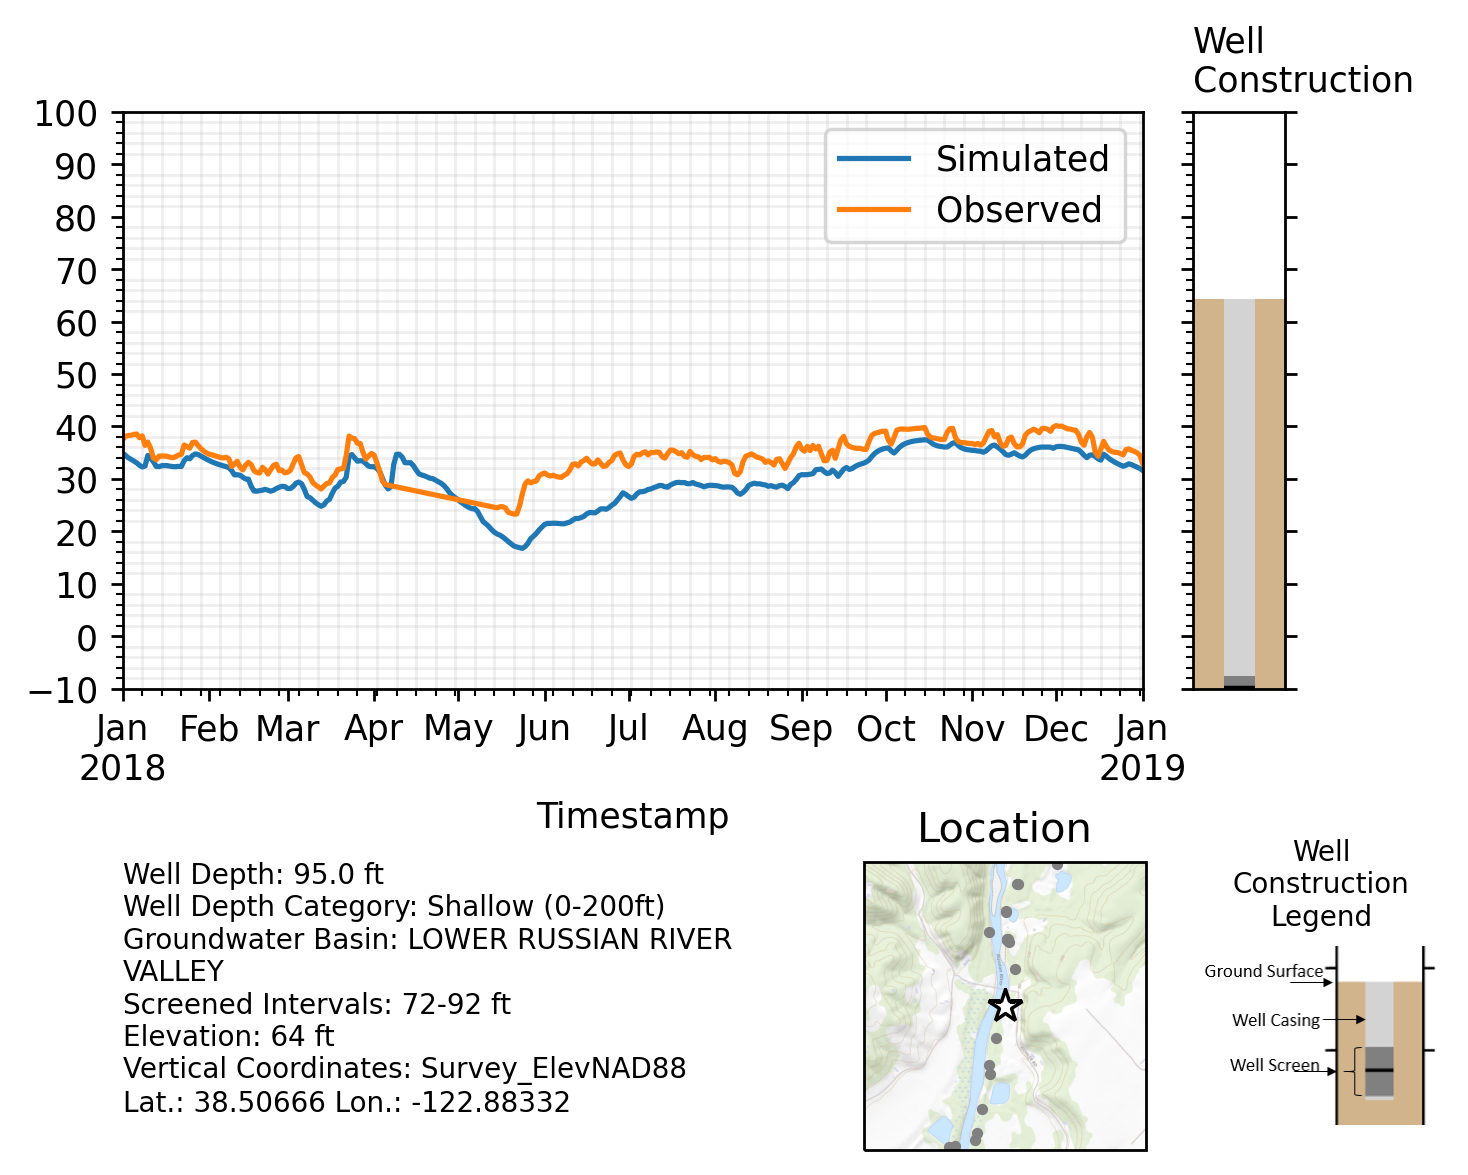 Well
Construction
100
90
80
70
60
50
40
30
20
10
0
−10
Simulated
Observed
Jan Feb Mar Apr May Jun Jul Aug Sep Oct Nov Dec Jan
2018 2019
Timestamp
Well Depth: 95.0 ft
Well Depth Category: Shallow (0-200ft)
Groundwater Basin: LOWER RUSSIAN RIVER
VALLEY
Screened Intervals: 72-92 ft
Elevation: 64 ft
Vertical Coordinates: Survey_ElevNAD88
Lat.: 38.50666 Lon.: -122.88332
Location
Well
Construction
Legend
Ground Surface
Well Casing
Well Screen